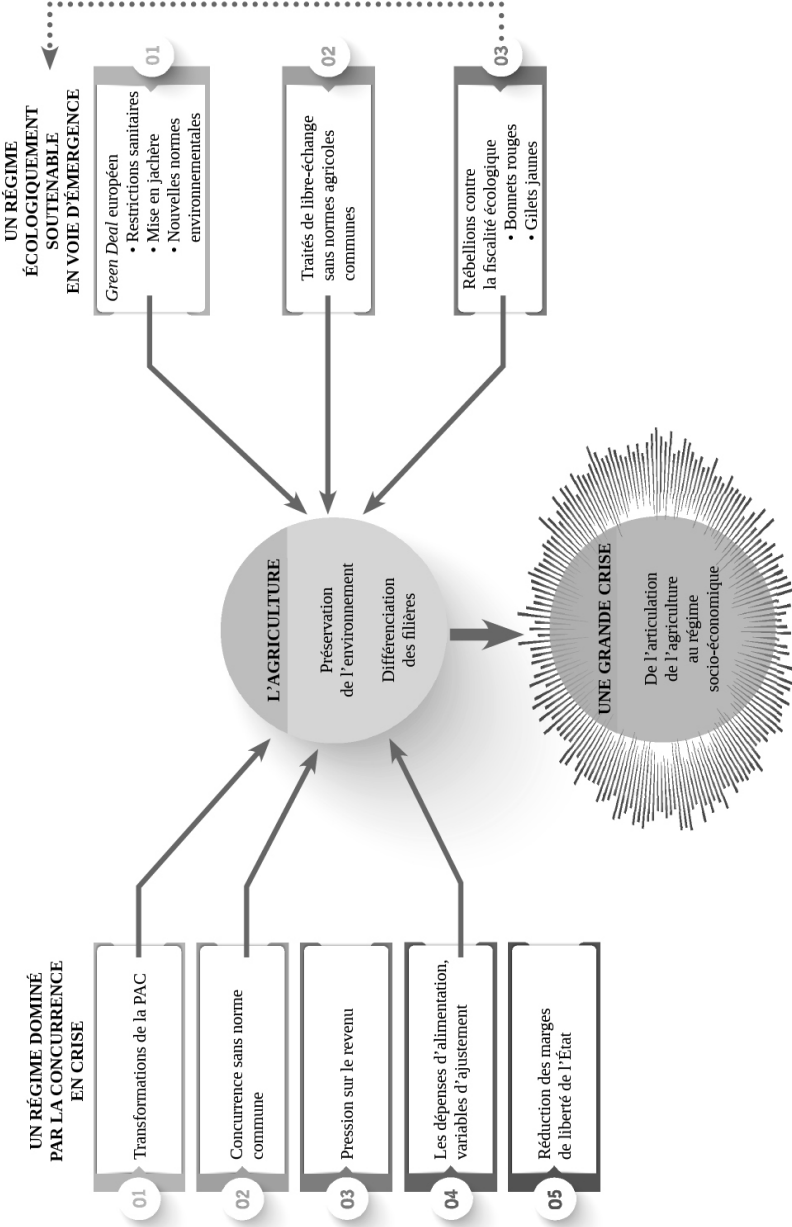 UN RÉGIME DOMINÉ
PAR LA CONCURRENCE
EN CRISE
01
Transformations de la PAC
02
Concurrence sans norme
commune
03
Pression sur le revenu
04
Les dépenses d’alimentation,
variables d’ajustement
05
Réduction des marges
de liberté de l’État
L’AGRICULTURE
Préservation
de l’environnement
Différenciation
des filières
UNE GRANDE CRISE
De l’articulation
de l’agriculture
au régime
socio-économique
UN RÉGIME
ÉCOLOGIQUEMENT
SOUTENABLE
EN VOIE D’ÉMERGENCE
01
Green Deal européen
• Restrictions sanitaires
• Mise en jachère
• Nouvelles normes
environnementales
02
Traités de libre-échange
sans normes agricoles
communes
03
Rébellions contre
la fiscalité écologique
• Bonnets rouges
• Gilets jaunes